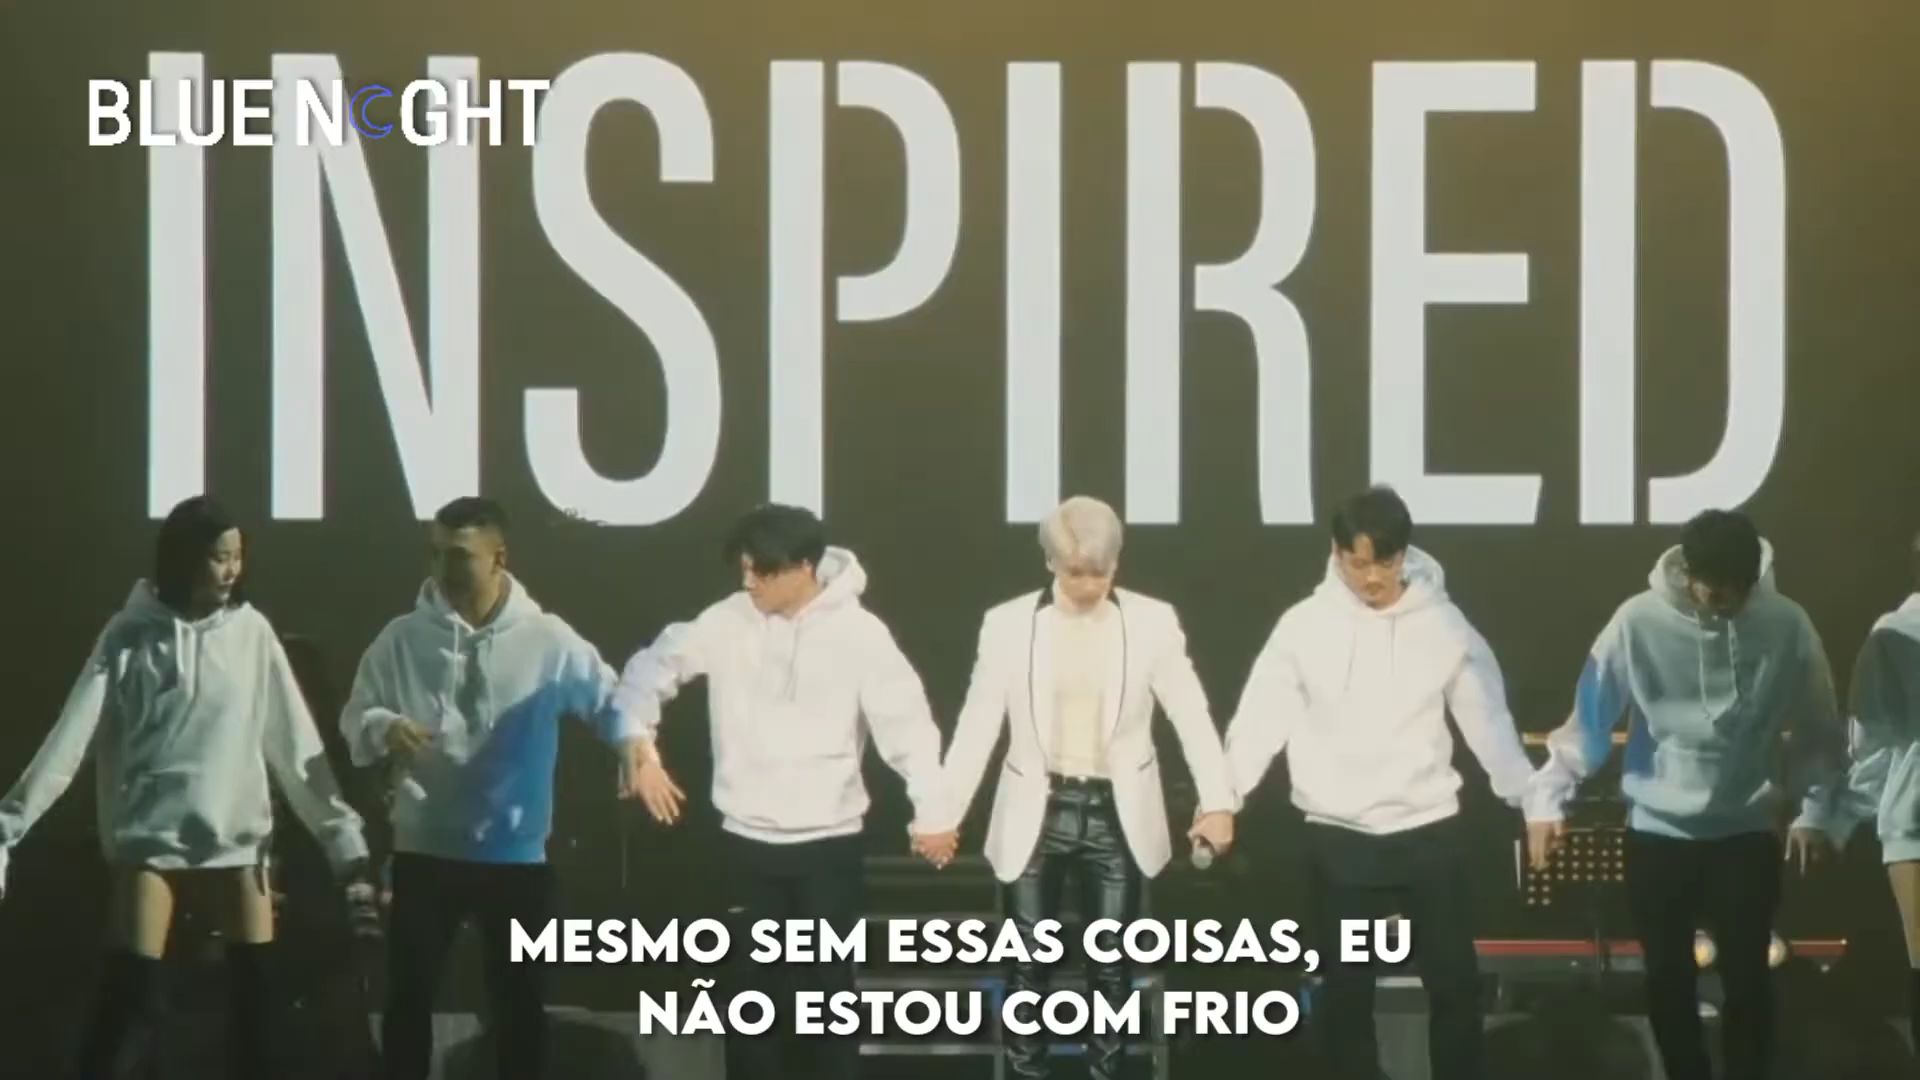 INSPIRED
BLUE NIGHT
MESMO SEM ESSAS COISAS, EU
NÃO ESTOU COM FRIO